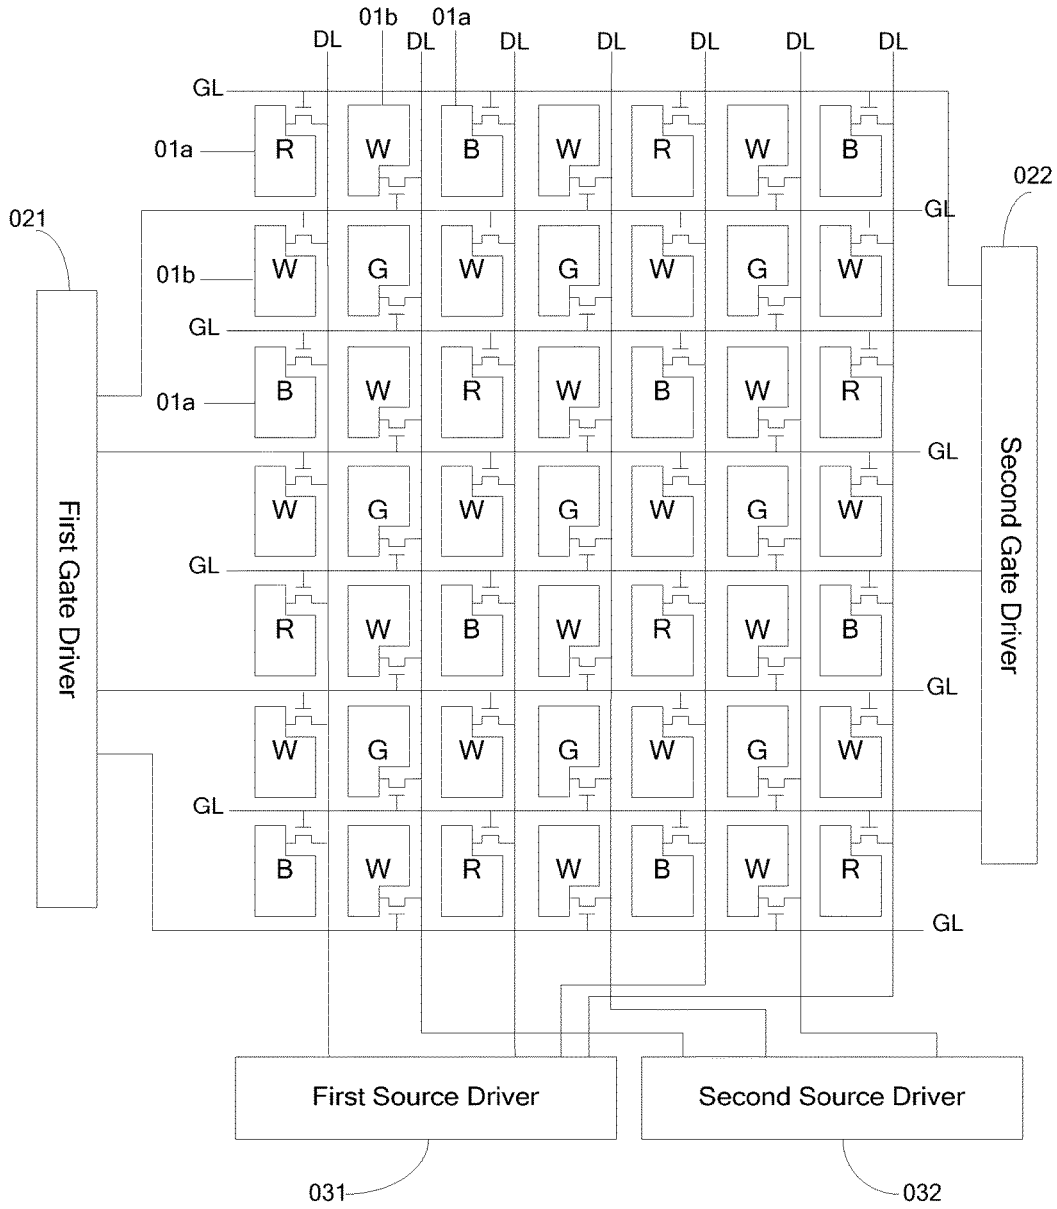 01b 01a
DL DL DL DL DL DL DL
GL
01a R W B W R W B
022
021
GL
01b W G W G W G W
GL
01a B W R W B W R
GL
First Gate Driver
Second Gate Driver
W G W G W G W
GL
R W B W R W B
GL
W G W G W G W
GL
B W R W B W R
GL
First Source Driver Second Source Driver
031 032